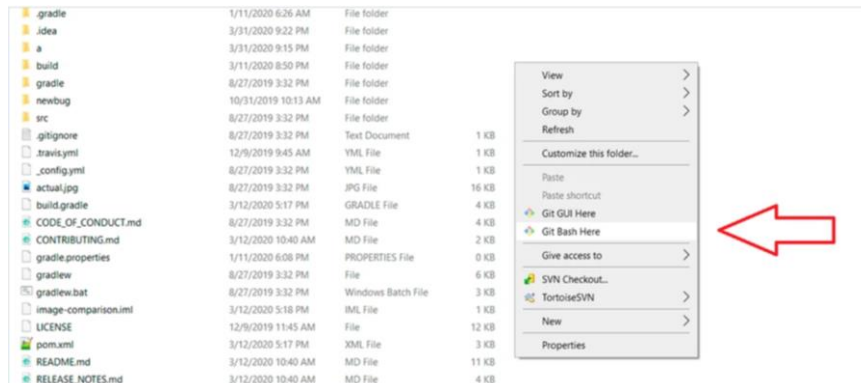 .gradle 1/11/2020 6:26 AM File folder
.idea 3/31/2020 9:22 PM File folder
a 3/31/2020 9:15 PM File folder
build 3/11/2020 8:50 PM File folder
gradle 8/27/2019 3:32 PM File folder
newbug 10/31/2019 10:13 AM File folder
src 8/27/2019 3:32 PM File folder
.gitignore 8/27/2019 3:32 PM Text Document 1 KB
.travis.yml 12/9/2019 9:45 AM YML File 1 KB
_config.yml 8/27/2019 3:32 PM YML File 1 KB
actual.jpg 8/27/2019 3:32 PM JPG File 16 KB
build.gradle 3/12/2020 5:17 PM GRADLE File 4 KB
CODE_OF_CONDUCT.md 8/27/2019 3:32 PM MD File 4 KB
CONTRIBUTING.md 3/12/2020 10:40 AM MD File 2 KB
gradle.properties 1/11/2020 6:08 PM PROPERTIES File 0 KB
gradlew 8/27/2019 3:32 PM File 6 KB
gradlew.bat 8/27/2019 3:32 PM Windows Batch File 3 KB
image-comparison.iml 3/12/2020 5:18 PM IML File 1 KB
LICENSE 12/9/2019 11:45 AM File 12 KB
pom.xml 3/12/2020 5:17 PM XML File 3 KB
README.md 3/12/2020 10:40 AM MD File 11 KB
RELEASE_NOTES.md 3/12/2020 10:40 AM MD File 4 KB
View
Sort by
Group by
Refresh
Customize this folder...
Paste
Paste shortcut
Git GUI Here
Git Bash Here
Give access to
SVN Checkout...
TortoiseSVN
New
Properties